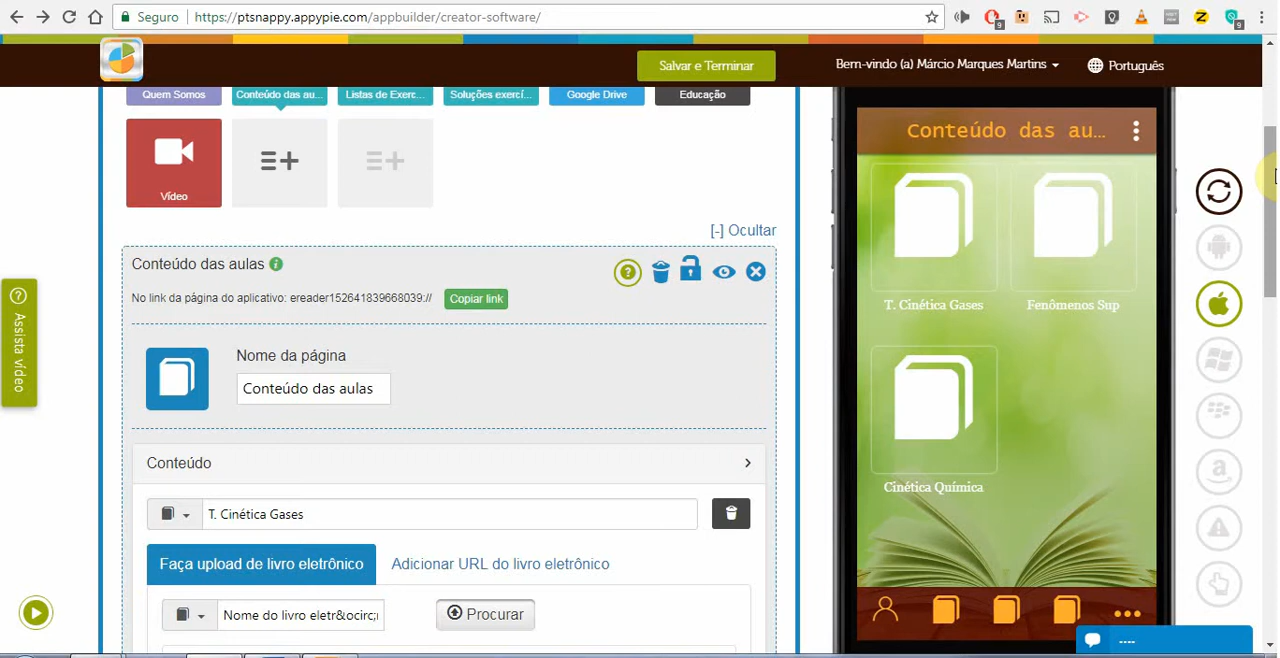 Seguro https://ptsnappy.appypie.com/appbuilder/creator-software/
Salvar e Terminar
Bem-vindo (a) Márcio Marques Martins
Português
Quem Somos
Conteúdo das au...
Listas de Exerc...
Soluções exercí...
Google Drive
Educação
Vídeo
[-] Ocultar
Conteúdo das aulas
No link da página do aplicativo: ereader152641839668039://
Copiar link
Nome da página
Conteúdo das aulas
Conteúdo
T. Cinética Gases
Faça upload de livro eletrônico
Adicionar URL do livro eletrônico
Nome do livro eletr&ocirc;
Procurar
Assista vídeo
Conteúdo das au...
T. Cinética Gases
Fenômenos Sup
Cinética Química
----
9
9